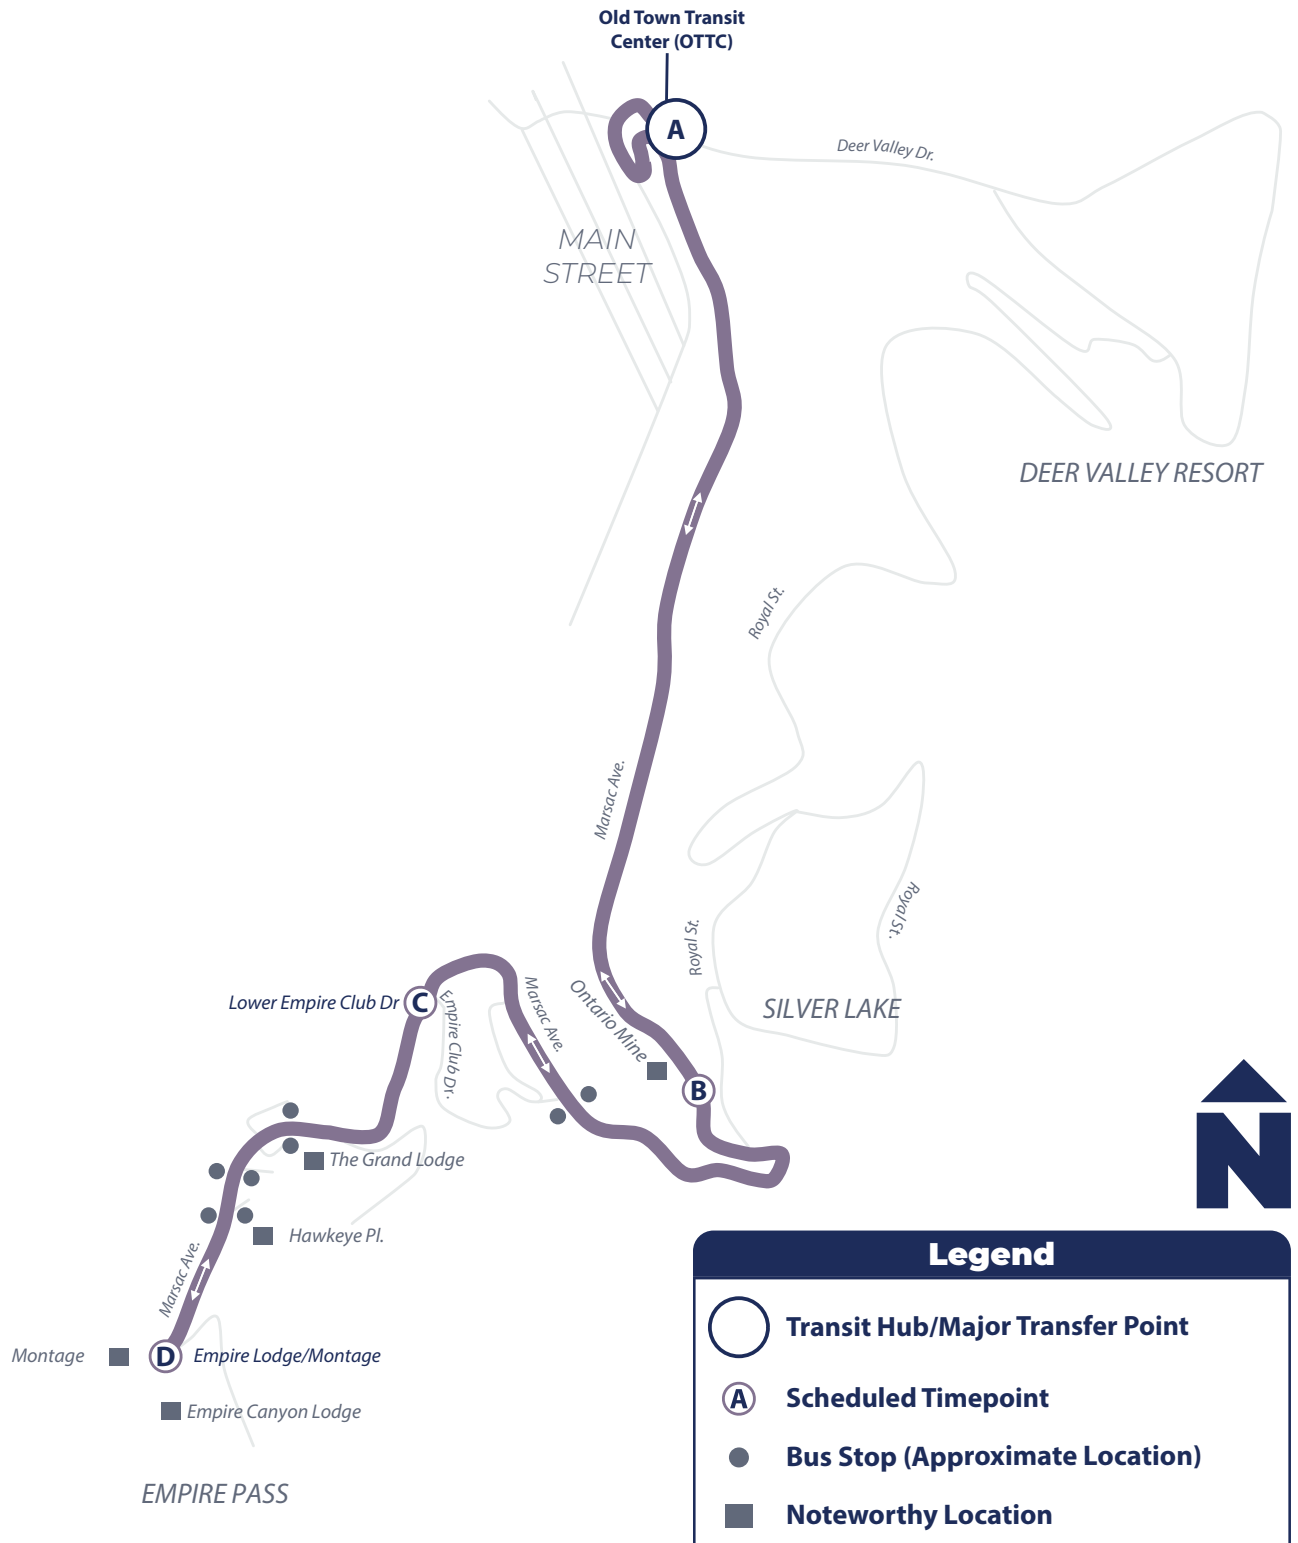 Old Town Transit
Center (OTTC)
A
Deer Valley Dr.
MAIN
STREET
DEER VALLEY RESORT
Royal St.
Marsac Ave.
Royal St.
Royal St.
Ontario Mine
SILVER LAKE
Marsac Ave.
Lower Empire Club Dr
C
Empire Club Dr.
B
The Grand Lodge
Hawkeye Pl.
Marsac Ave.
Montage
D
Empire Lodge/Montage
Empire Canyon Lodge
EMPIRE PASS
N
Legend
Transit Hub/Major Transfer Point
A
Scheduled Timepoint
Bus Stop (Approximate Location)
Noteworthy Location